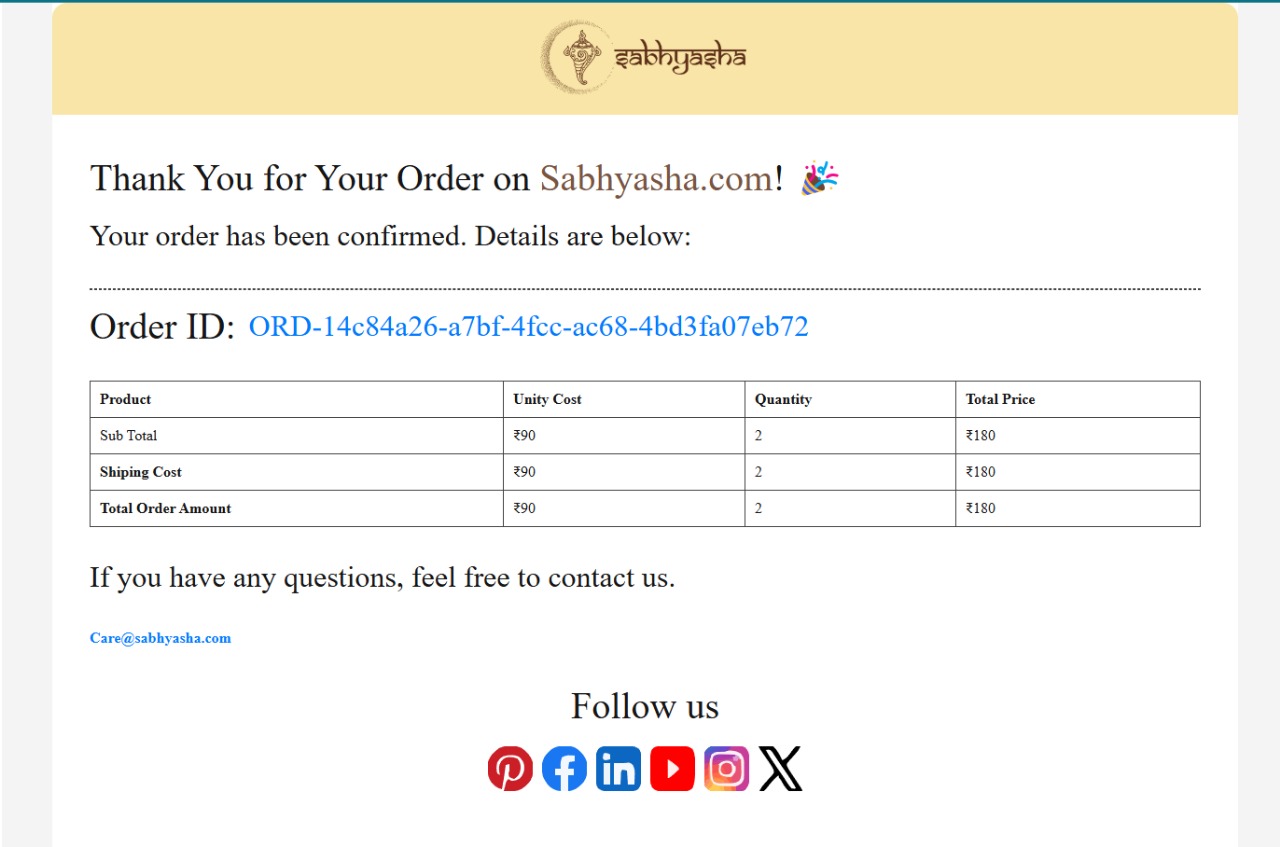 sabhyasha
Thank You for Your Order on Sabhyasha.com! 🎉
Your order has been confirmed. Details are below:
Order ID: ORD-14c84a26-a7bf-4fcc-ac68-4bd3fa07eb72
Product Unity Cost Quantity Total Price
Sub Total ₹90 2 ₹180
Shiping Cost ₹90 2 ₹180
Total Order Amount ₹90 2 ₹180
If you have any questions, feel free to contact us.
Care@sabhyasha.com
Follow us